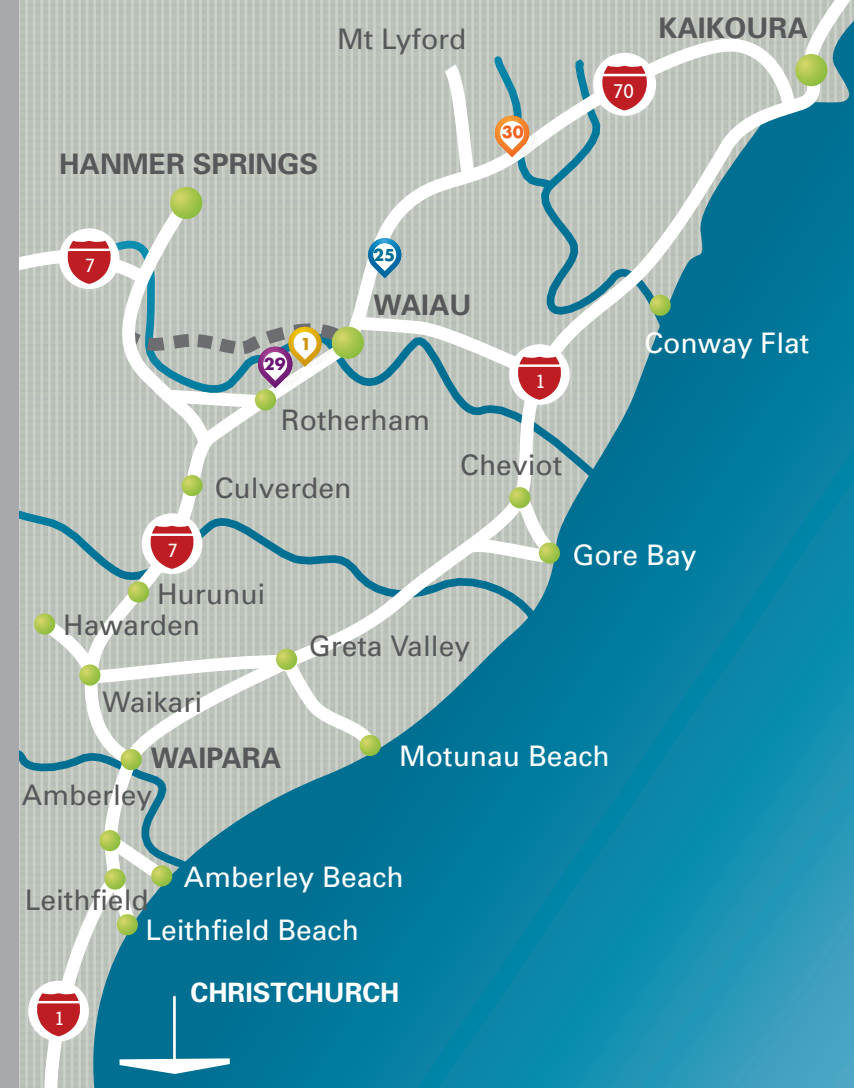 KAIKOURA
Mt Lyford
70
30
HANMER SPRINGS
7
25
WAIAU
Conway Flat
1
29
1
Rotherham
Cheviot
Culverden
7
Gore Bay
Hurunui
Hawarden
Greta Valley
Waikari
Motunau Beach
WAIPARA
Amberley
Amberley Beach
Leithfield
Leithfield Beach
CHRISTCHURCH
1